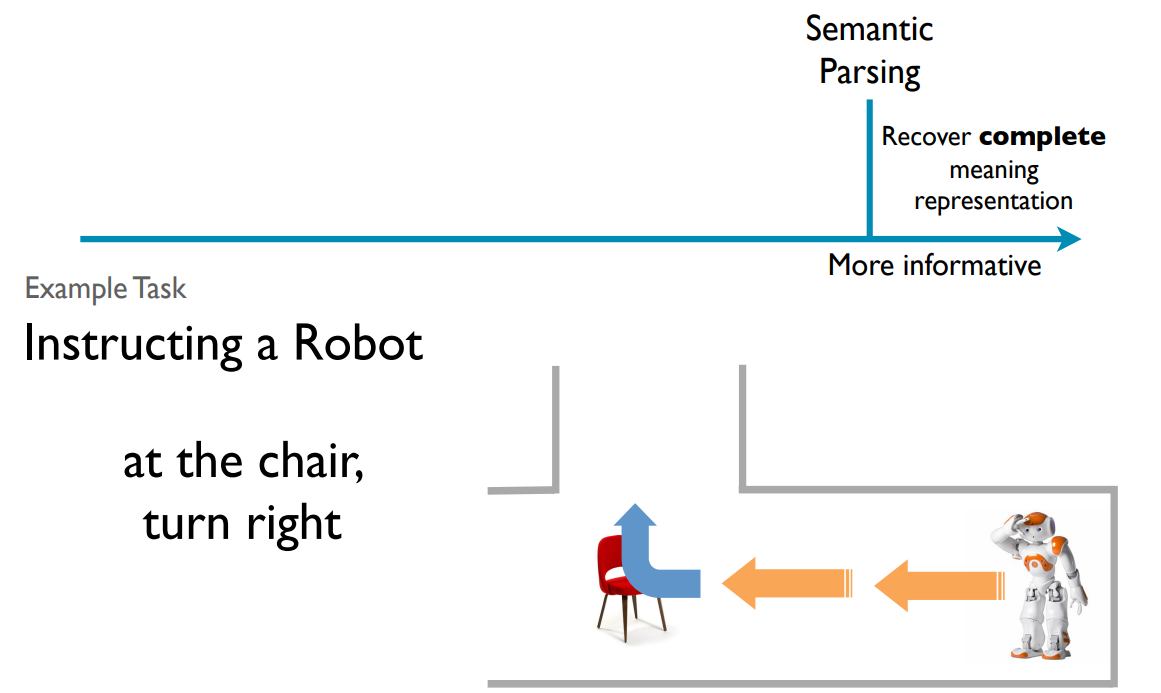 Semantic
Parsing
Recover complete
meaning
representation
More informative
Example Task
Instructing a Robot
at the chair,
turn right